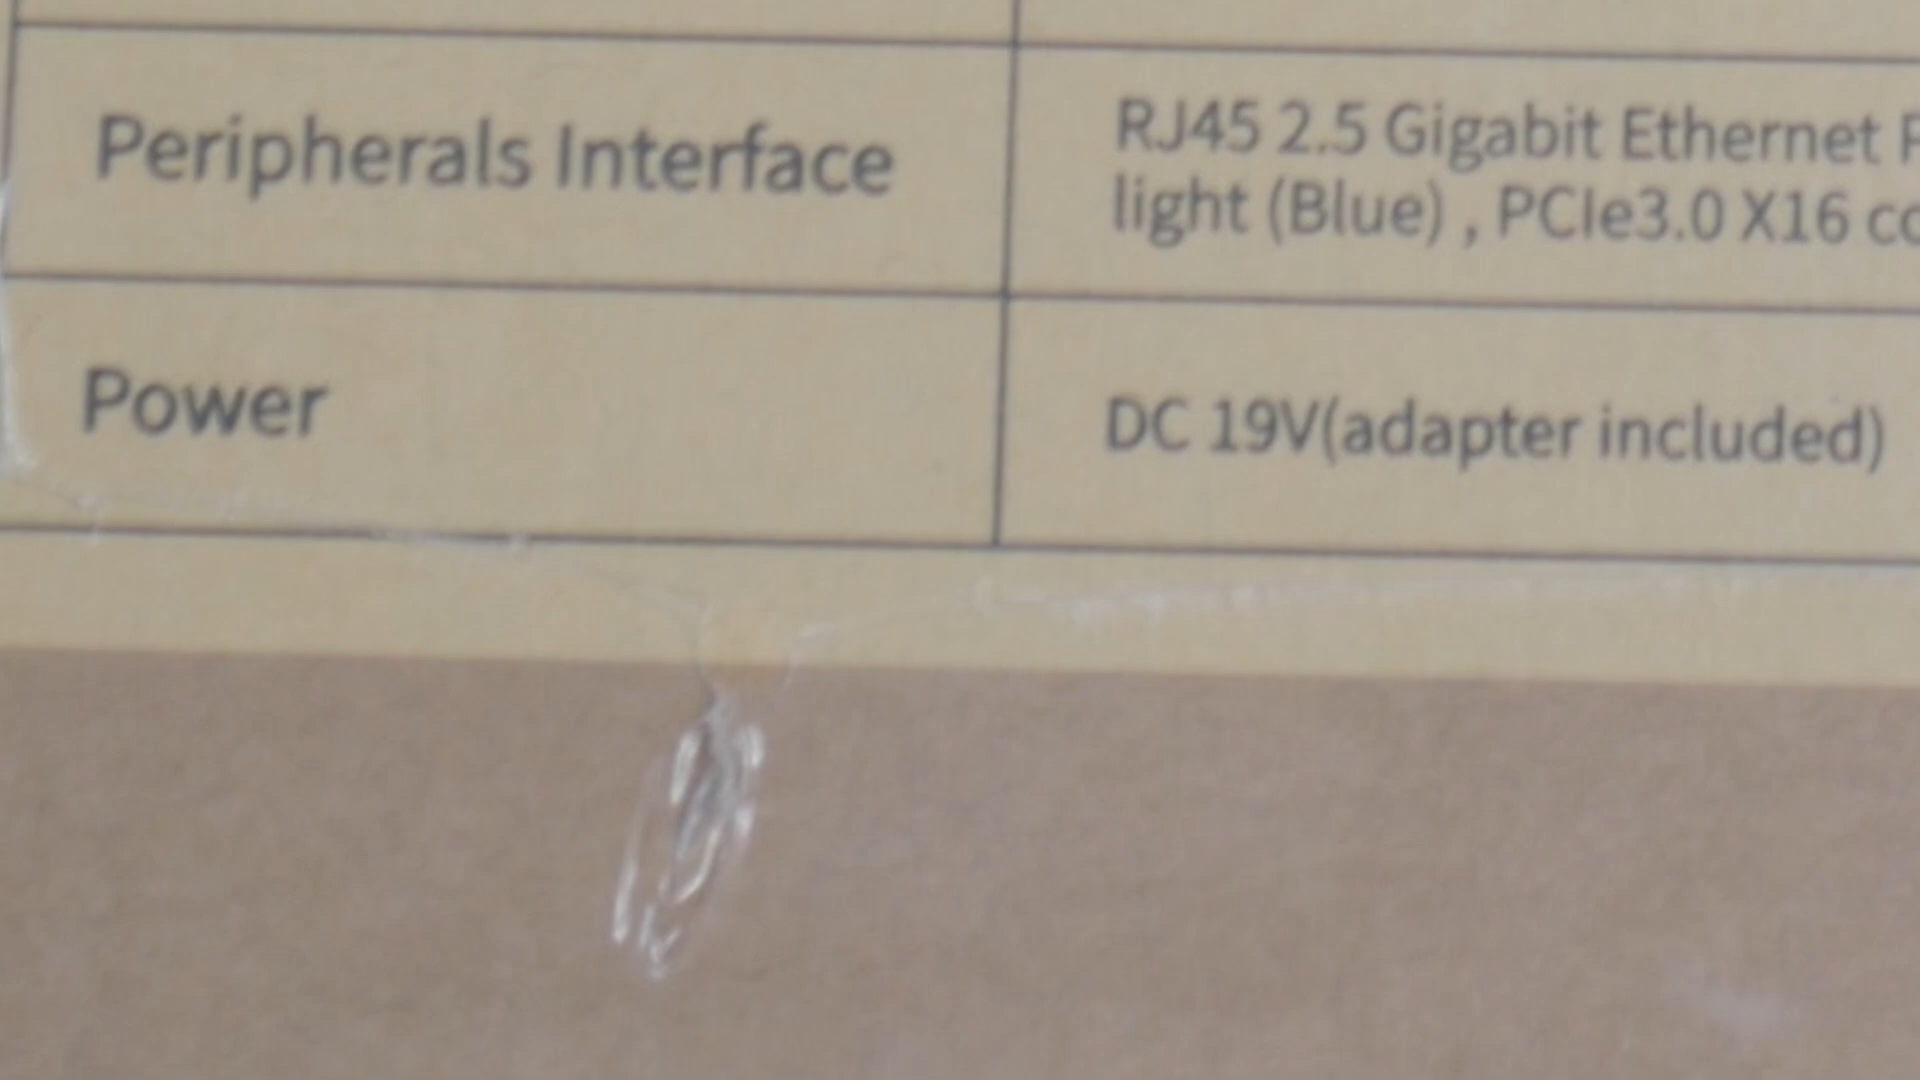 Peripherals Interface
RJ45 2.5 Gigabit Ethernet
light (Blue) , PCIe3.0 X16
Power
DC 19V(adapter included)